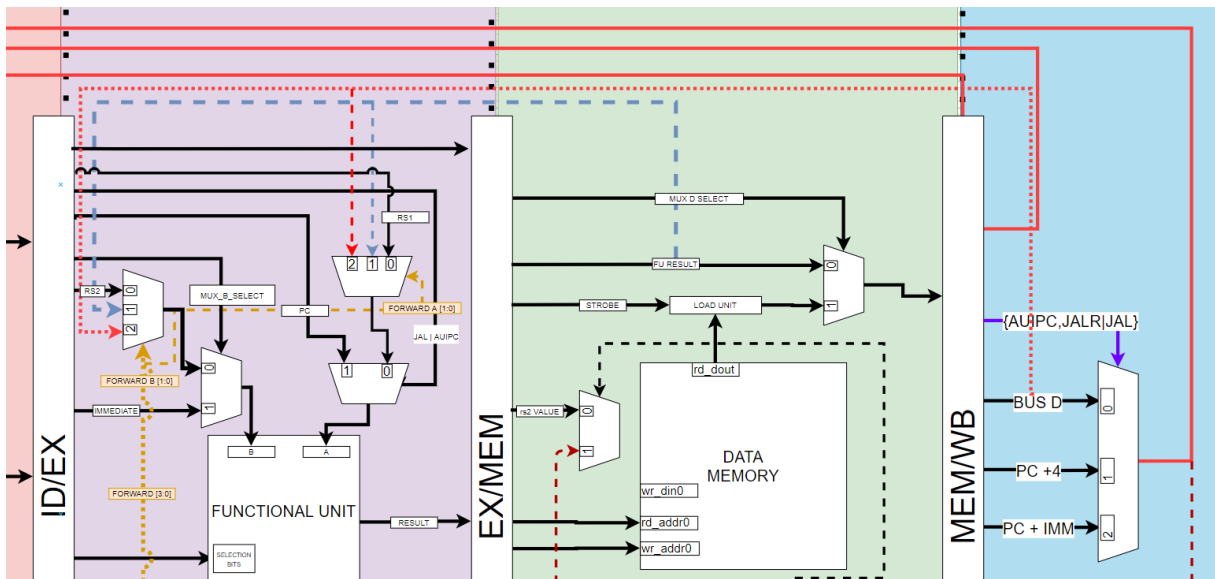 ID/EX
RS2
0
1
2
MUX_B_SELECT
PC
RS1
2
1
0
FORWARD A [1:0]
JAL | AUIPC
1
0
FORWARD B [1:0]
0
1
IMMEDIATE
B
A
FORWARD [3:0]
FUNCTIONAL UNIT
SELECTION
BITS
RESULT
EX/MEM
MUX D SELECT
FU RESULT
STROBE
LOAD UNIT
0
1
rs2 VALUE
0
1
rd_dout
DATA
MEMORY
wr_din0
rd_addr0
wr_addr0
MEM/WB
{AUIPC,JALR|JAL}
BUS D
PC +4
PC + IMM
0
1
2